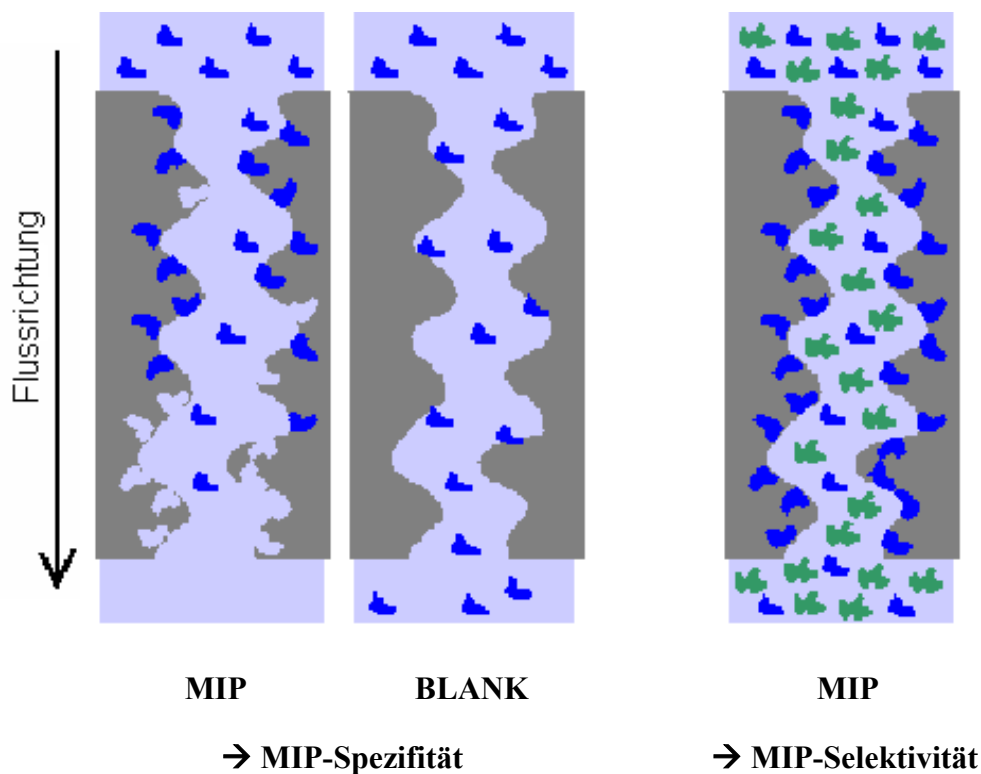 Flussrichtung
MIP BLANK MIP
→ MIP-Spezifität → MIP-Selektivität